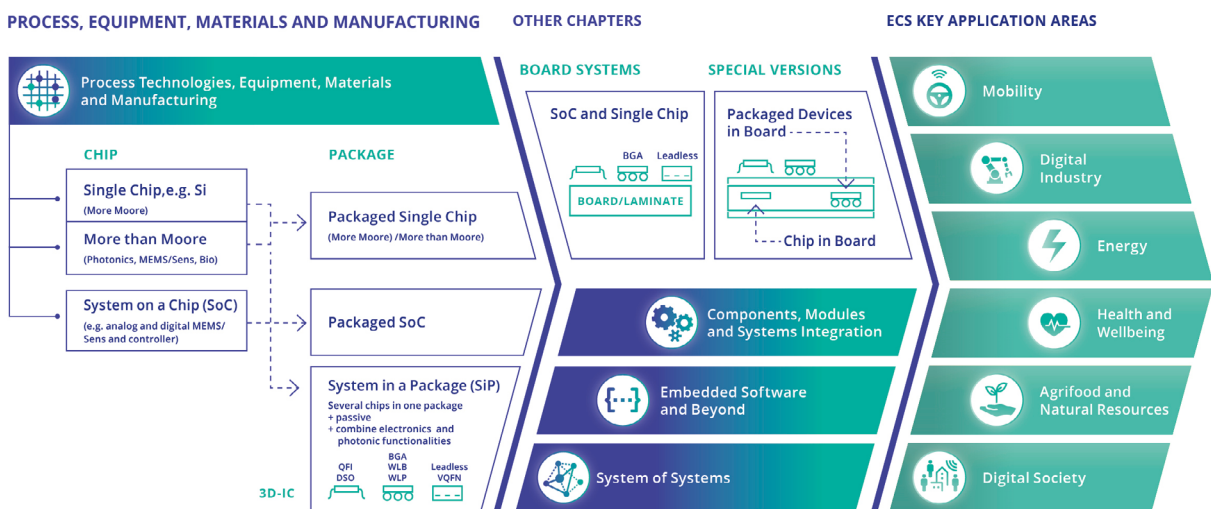 PROCESS, EQUIPMENT, MATERIALS AND MANUFACTURING
Process Technologies, Equipment, Materials
and Manufacturing
CHIP
Single Chip,e.g. Si
(More Moore)
More than Moore
(Photonics, MEMS/Sens, Bio)
System on a Chip (SoC)
(e.g. analog and digital MEMS/
Sens and controller)
PACKAGE
Packaged Single Chip
(More Moore) /More than Moore)
Packaged SoC
System in a Package (SiP)
Several chips in one package
+ passive
+ combine electronics and
photonic functionalities
QFI
DSO
BGA
WLB
WLP
Leadless
VQFN
3D-IC
OTHER CHAPTERS
BOARD SYSTEMS
SoC and Single Chip
BGA
Leadless
BOARD/LAMINATE
SPECIAL VERSIONS
Packaged Devices
in Board
Chip in Board
Components, Modules
and Systems Integration
Embedded Software
and Beyond
System of Systems
ECS KEY APPLICATION AREAS
Mobility
Digital
Industry
Energy
Health and
Wellbeing
Agrifood and
Natural Resources
Digital Society